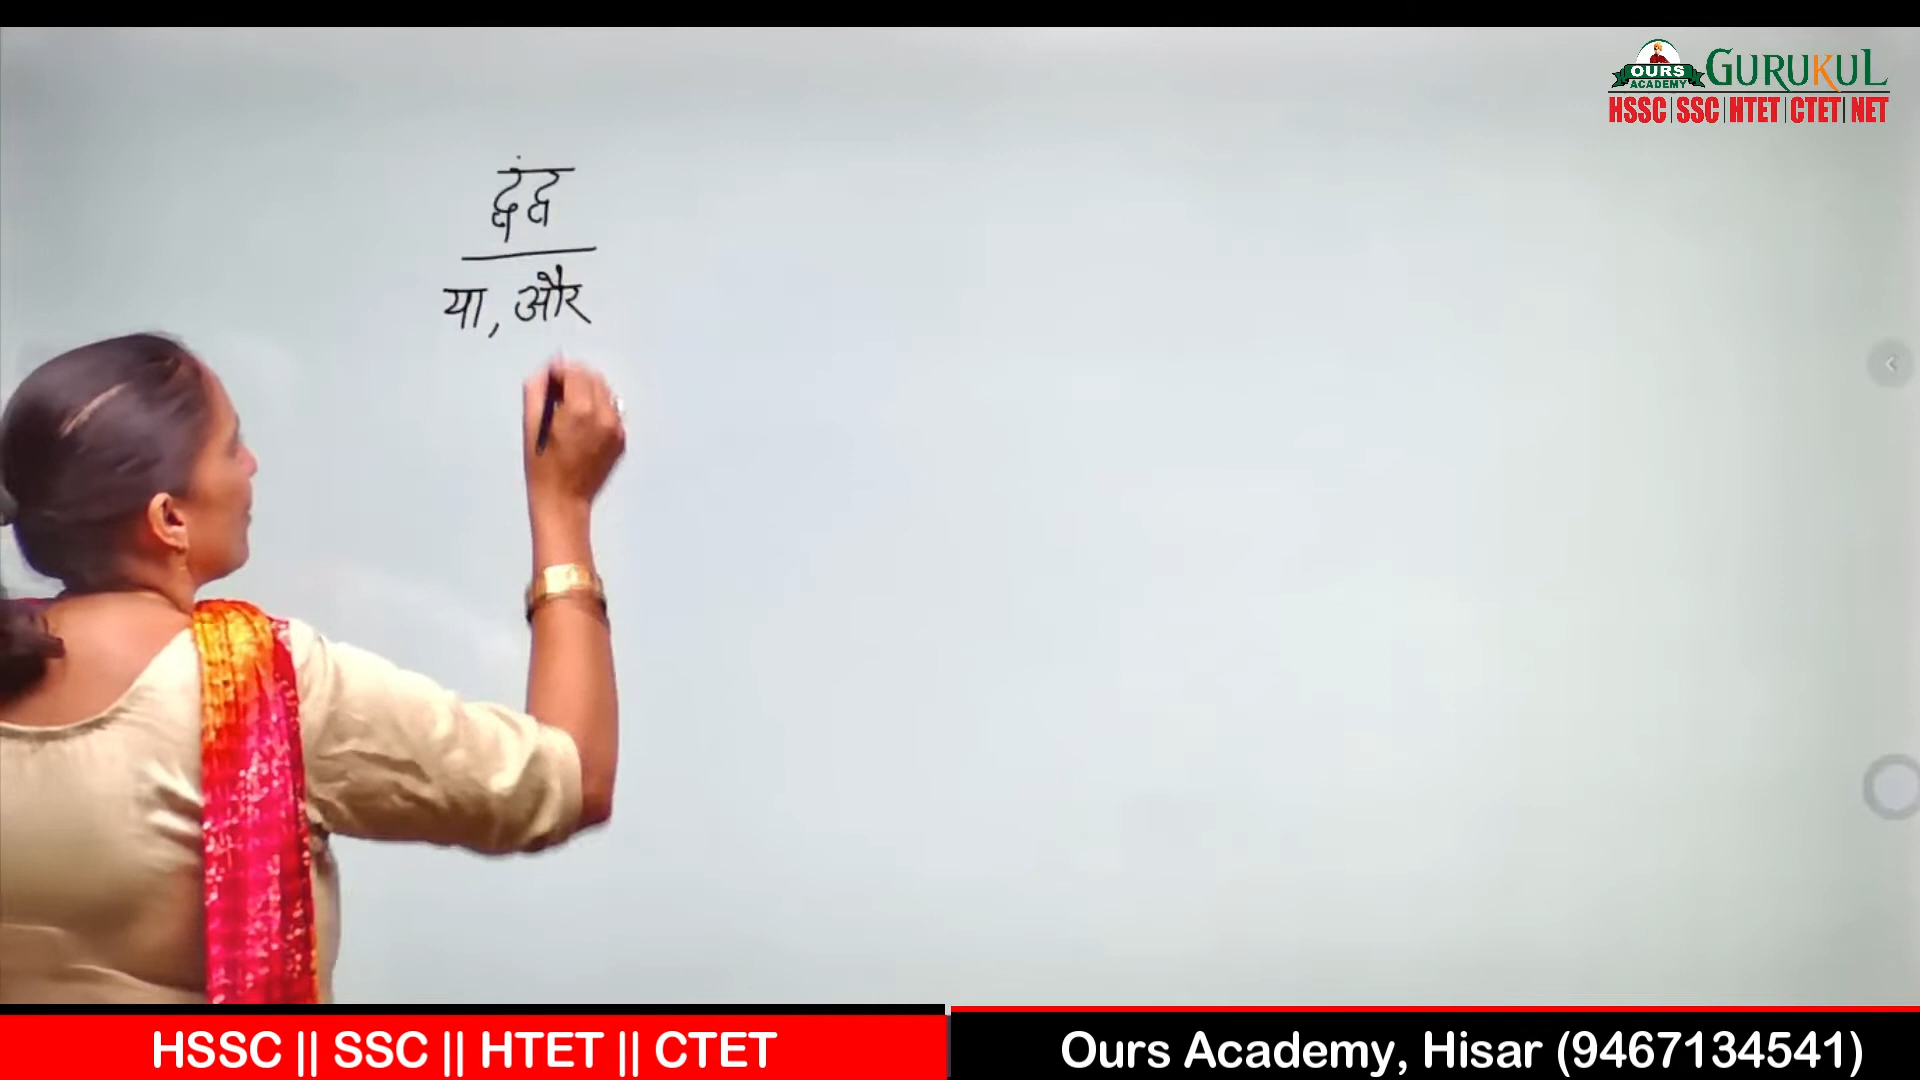 OURS
ACADEMY
GURUKUL
HSSC | SSC | HTET | CTET | NET
द्वंद्व
या, और
HSSC || SSC || HTET || CTET
Ours Academy, Hisar (9467134541)